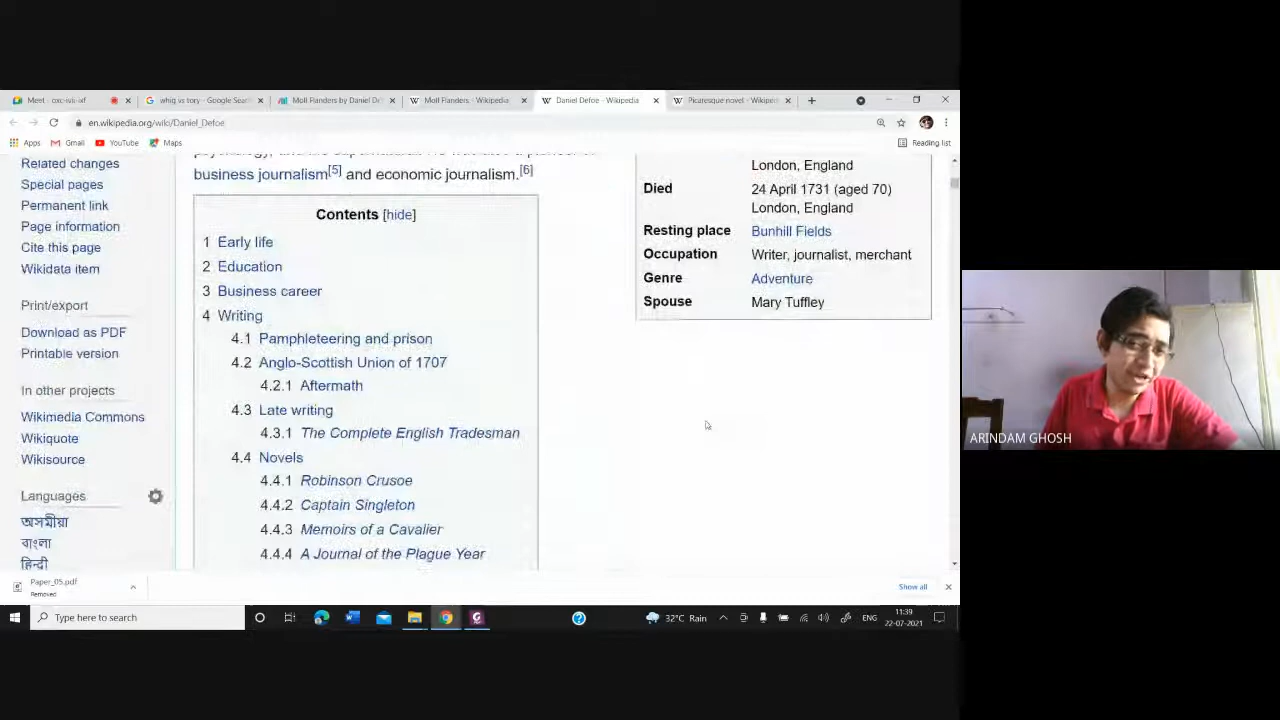 Meet - oxc-istr-ixf
whig vs tory - Google Sear
Moll Flanders by Daniel De
Moll Flanders - Wikipedia
Daniel Defoe - Wikipedia
Picaresque novel - Wikiped
en.wikipedia.org/wiki/Daniel_Defoe
Apps
Gmail
YouTube
Maps
Reading list
Related changes
Special pages
Permanent link
Page information
Cite this page
Wikidata item
Print/export
Download as PDF
Printable version
In other projects
Wikimedia Commons
Wikiquote
Wikisource
Languages
অসমীয়া
বাংলা
हिन्दी
business journalism[5] and economic journalism.[6]
Contents [hide]
1 Early life
2 Education
3 Business career
4 Writing
4.1 Pamphleteering and prison
4.2 Anglo-Scottish Union of 1707
4.2.1 Aftermath
4.3 Late writing
4.3.1 The Complete English Tradesman
4.4 Novels
4.4.1 Robinson Crusoe
4.4.2 Captain Singleton
4.4.3 Memoirs of a Cavalier
4.4.4 A Journal of the Plague Year
London, England
Died 24 April 1731 (aged 70)
London, England
Resting place Bunhill Fields
Occupation Writer, journalist, merchant
Genre Adventure
Spouse Mary Tuffley
ARINDAM GHOSH
Paper_05.pdf
Removed
Show all
Type here to search
32°C Rain
ENG
11:39
22-07-2021